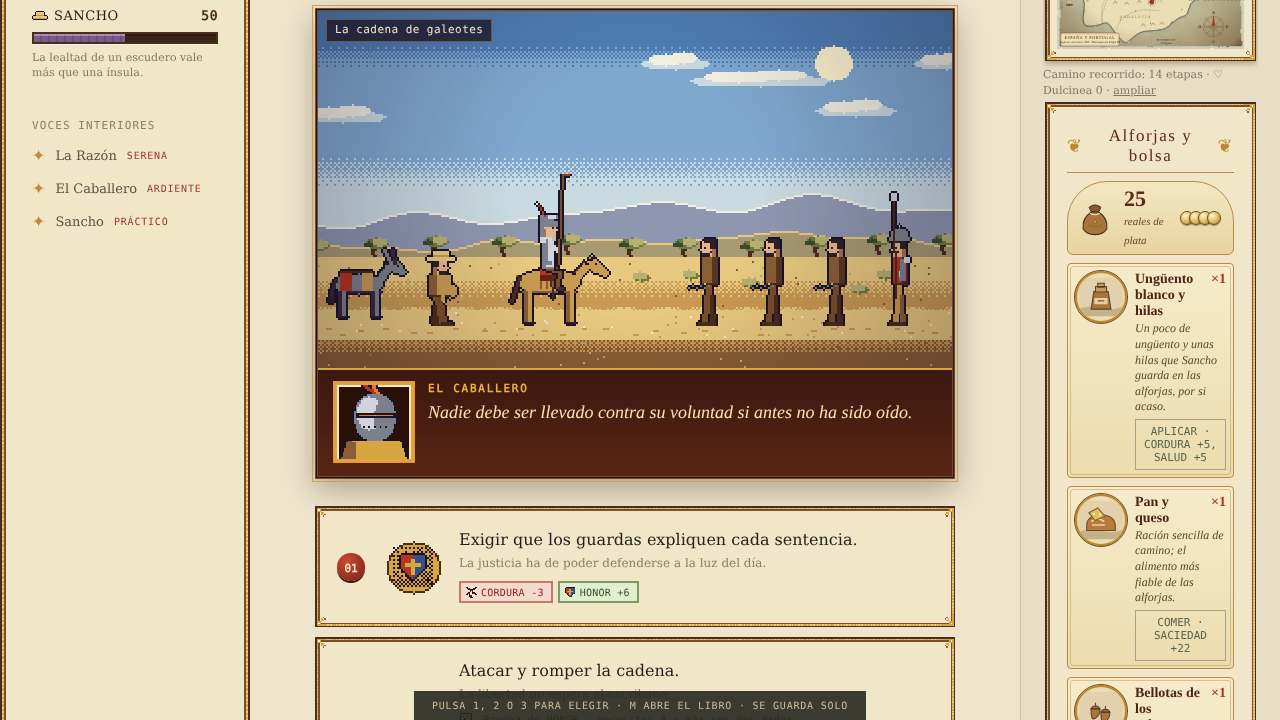 SANCHO 50
La lealtad de un escudero vale
más que una ínsula.
VOCES INTERIORES
La Razón SERENA
El Caballero ARDIENTE
Sancho PRÁCTICO
La cadena de galeotes
EL CABALLERO
Nadie debe ser llevado contra su voluntad si antes no ha sido oído.
01
Exigir que los guardas expliquen cada sentencia.
La justicia ha de poder defenderse a la luz del día.
CORDURA -3 HONOR +6
Atacar y romper la cadena.
PULSA 1, 2 O 3 PARA ELEGIR · M ABRE EL LIBRO · SE GUARDA SOLO
ESPAÑA Y PORTUGAL
Camino recorrido: 14 etapas · ♡
Dulcinea 0 · ampliar
Alforjas y
bolsa
25
reales de
plata
Ungüento ×1
blanco y
hilas
Un poco de
ungüento y unas
hilas que Sancho
guarda en las
alforjas, por si
acaso.
APLICAR ·
CORDURA +5,
SALUD +5
Pan y ×1
queso
Ración sencilla de
camino; el
alimento más
fiable de las
alforjas.
COMER ·
SACIEDAD
+22
Bellotas de ×1
los